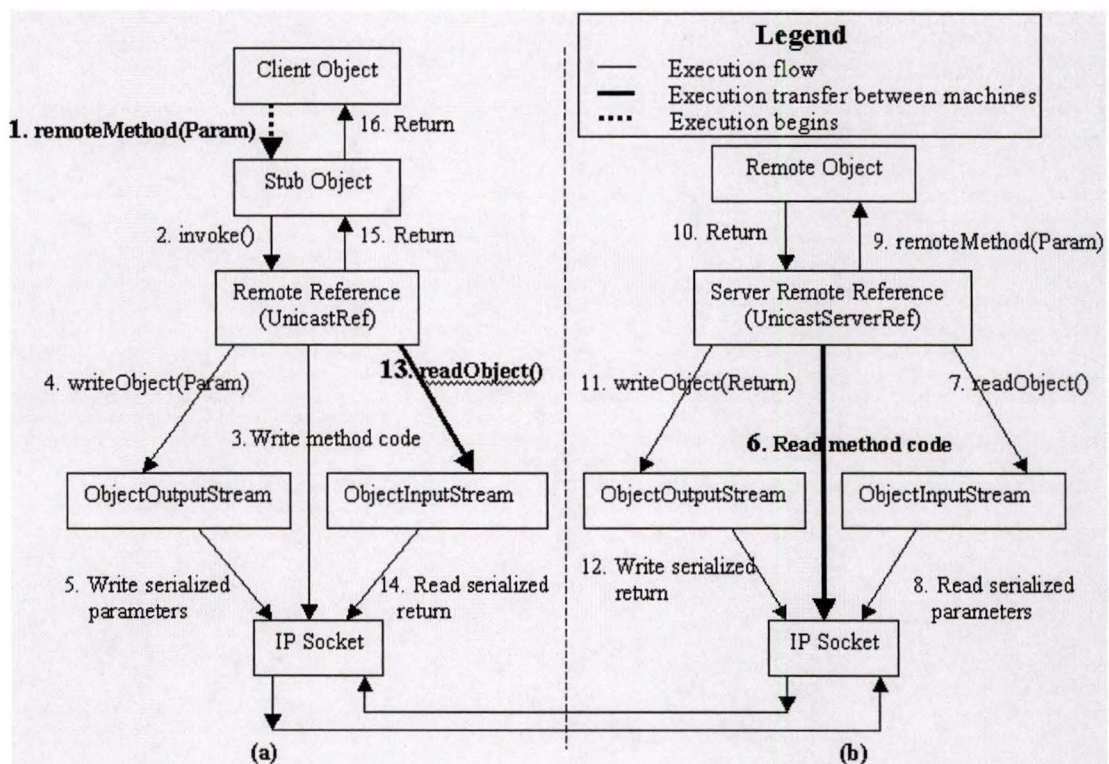 Legend
Execution flow
Execution transfer between machines
Execution begins
Client Object
1. remoteMethod(Param)
16. Return
Stub Object
2. invoke()
15. Return
Remote Reference
(UnicastRef)
4. writeObject(Param)
13. readObject()
3. Write method code
ObjectOutputStream
ObjectInputStream
5. Write serialized
parameters
14. Read serialized
return
IP Socket
(a)
Remote Object
10. Return
9. remoteMethod(Param)
Server Remote Reference
(UnicastServerRef)
11. writeObject(Return)
7. readObject()
6. Read method code
ObjectOutputStream
ObjectInputStream
12. Write serialized
return
8. Read serialized
parameters
IP Socket
(b)